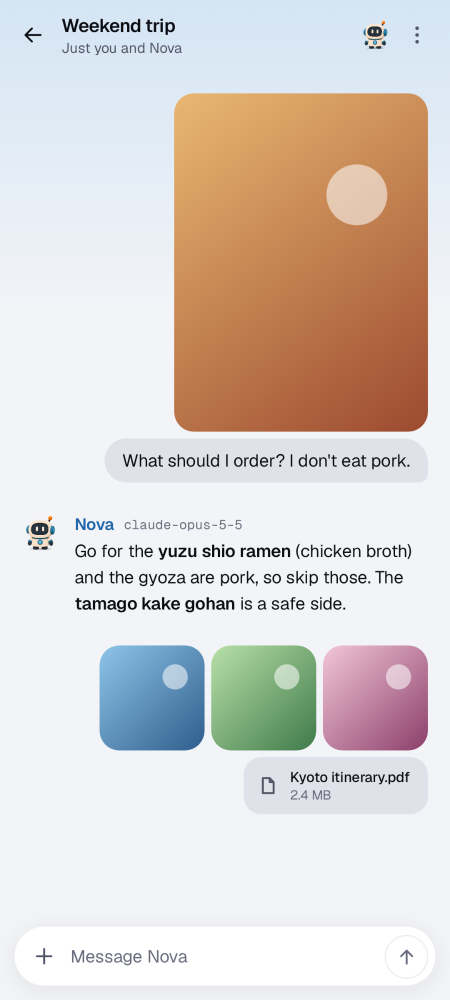 Weekend trip
Just you and Nova
What should I order? I don't eat pork.
Nova claude-opus-5-5
Go for the yuzu shio ramen (chicken broth)
and the gyoza are pork, so skip those. The
tamago kake gohan is a safe side.
Kyoto itinerary.pdf
2.4 MB
Message Nova